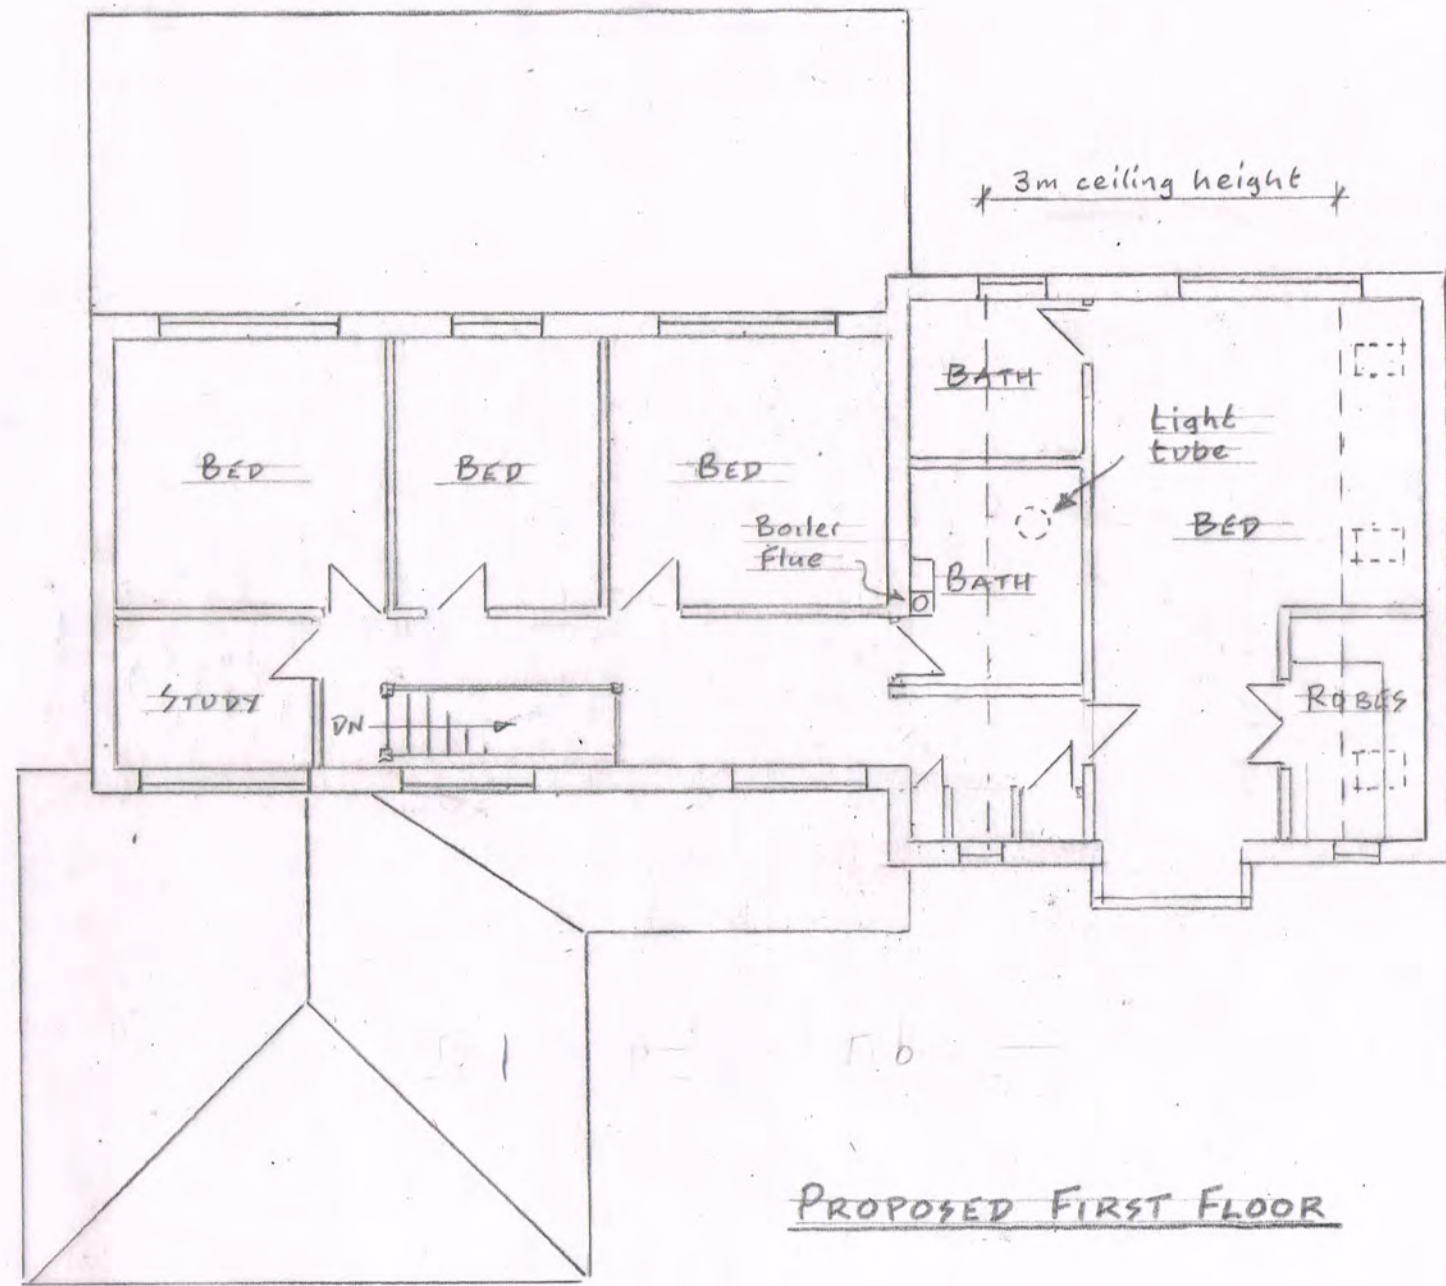 3m ceiling height
BATH
Light
tube
BED
BED
BED
Boiler
Flue
BATH
BED
STUDY
DN
ROBES
PROPOSED FIRST FLOOR